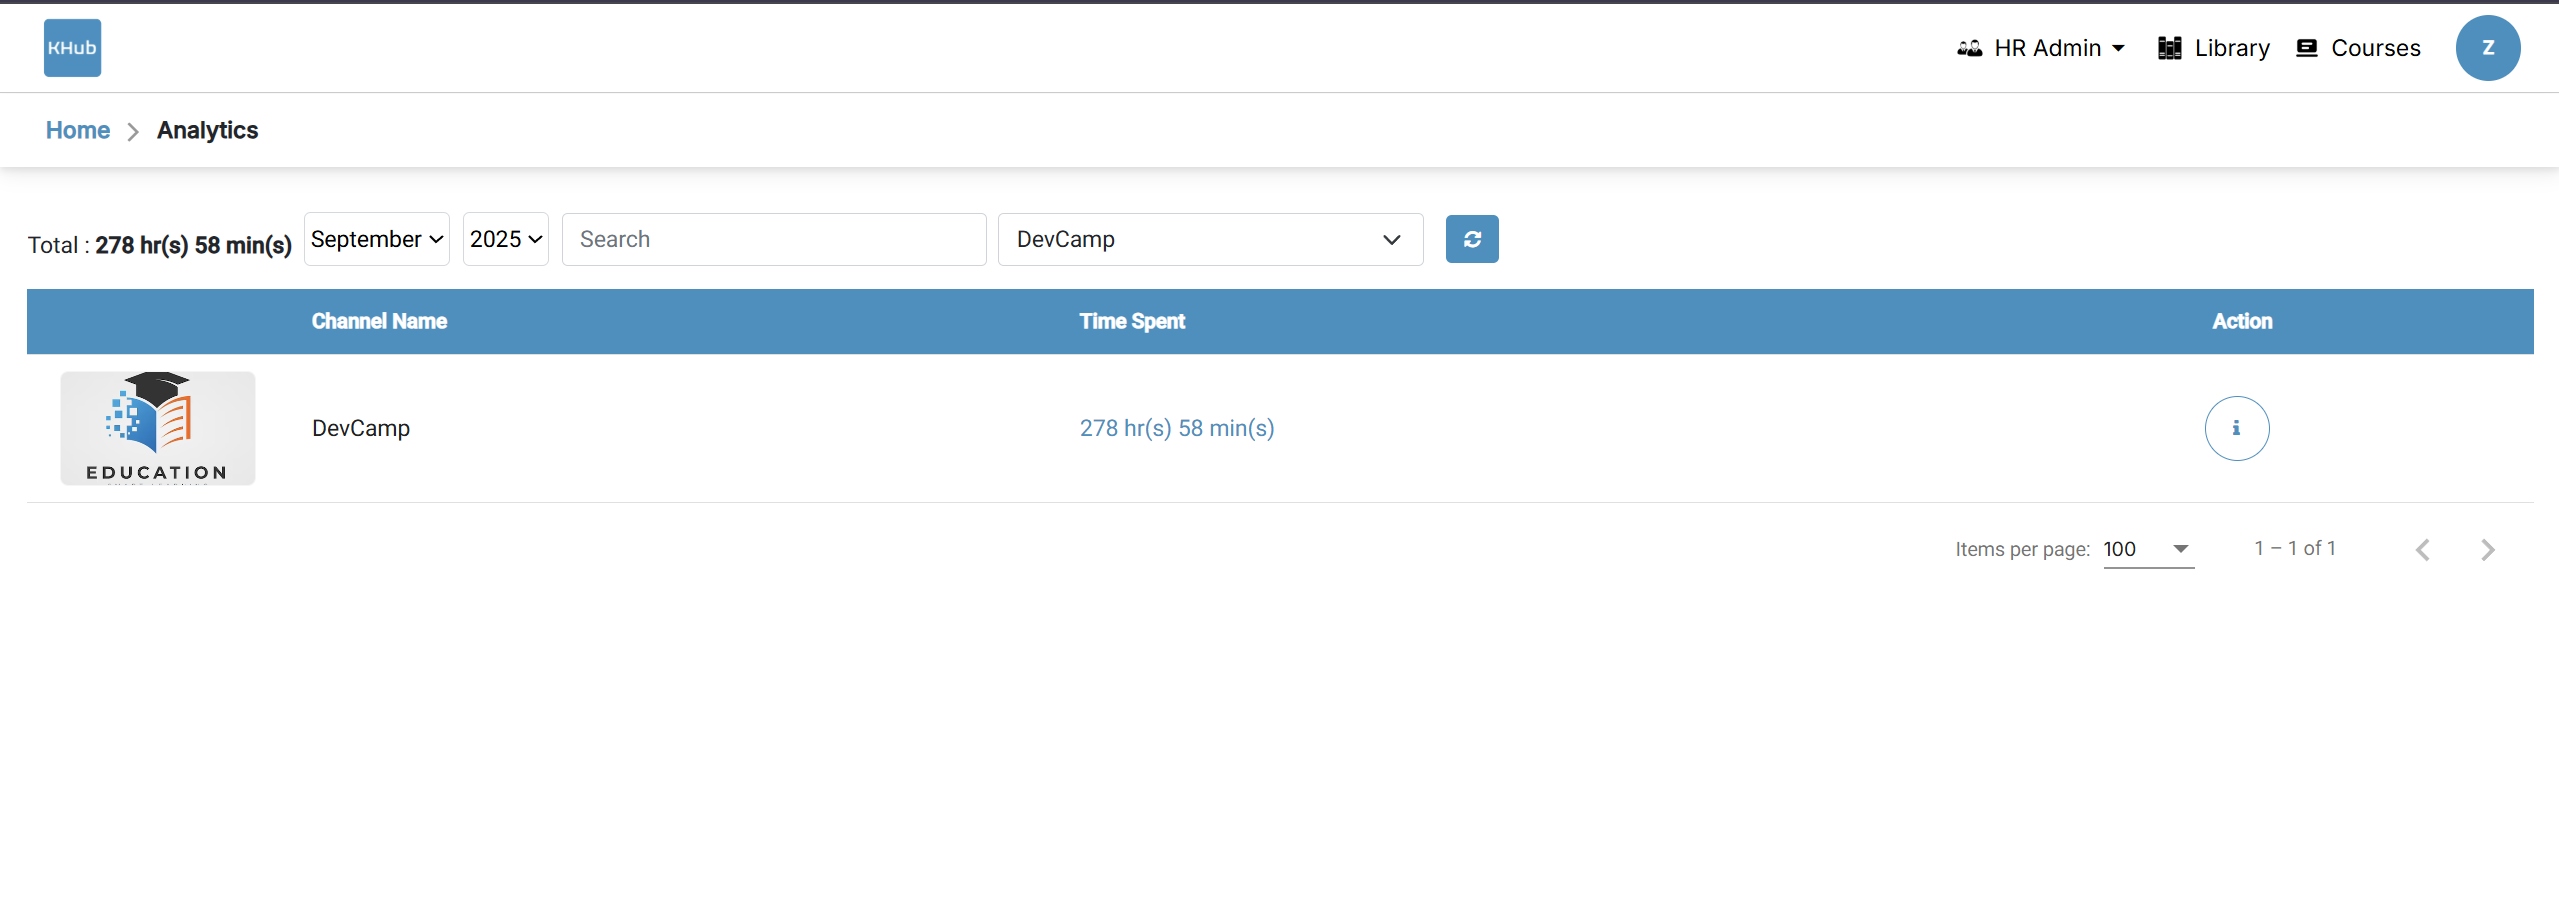 KHub
HR Admin
Library
Courses
Z
Home
Analytics
Total : 278 hr(s) 58 min(s)
September
2025
Search
DevCamp
Channel Name
Time Spent
Action
EDUCATION
DevCamp
278 hr(s) 58 min(s)
i
Items per page:
100
1 – 1 of 1